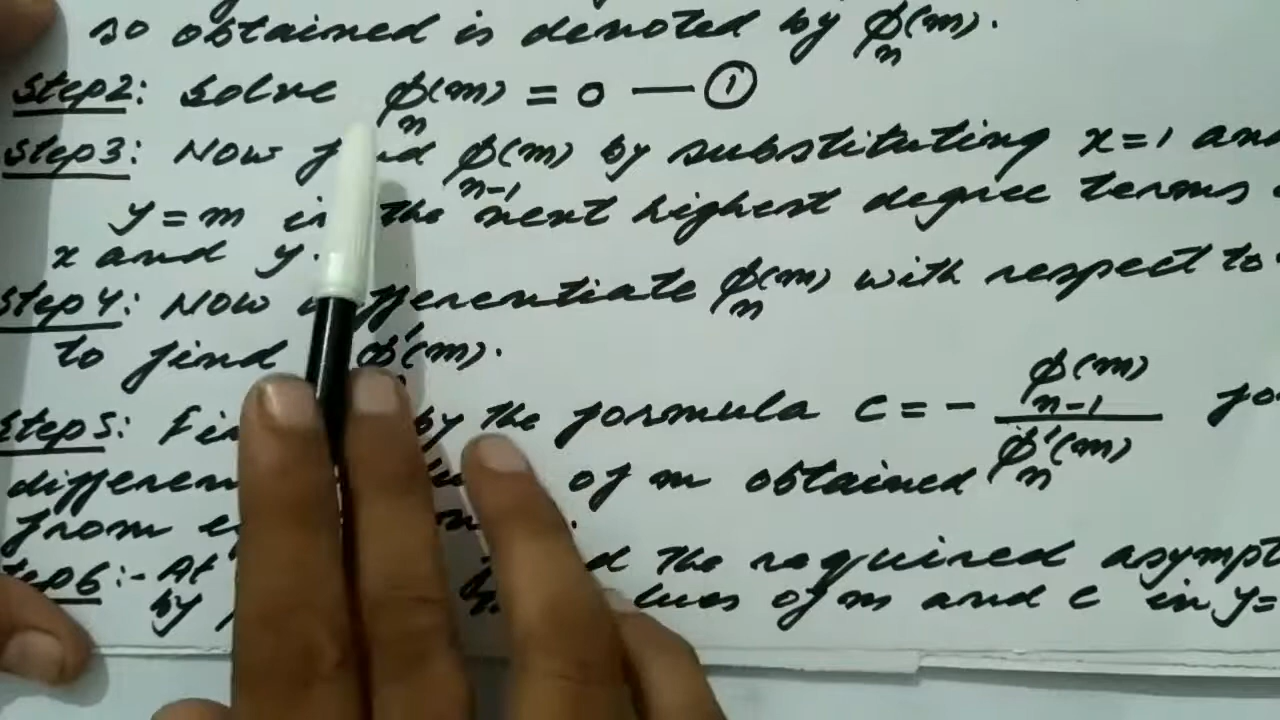 so obtained is denoted by ϕₙ(m).
Step2: Solve ϕₙ(m) = 0 — ①
Step3: Now find ϕₙ₋₁(m) by substituting x=1 and
y=m in the next highest degree terms
x and y.
Step4: Now differentiate ϕₙ(m) with respect to
to find ϕ'ₙ(m).
Step5: by the formula c = - ϕₙ₋₁(m) / ϕ'ₙ(m)
of m obtained
from
Step6:- At the required asympt
by of m and c in y=